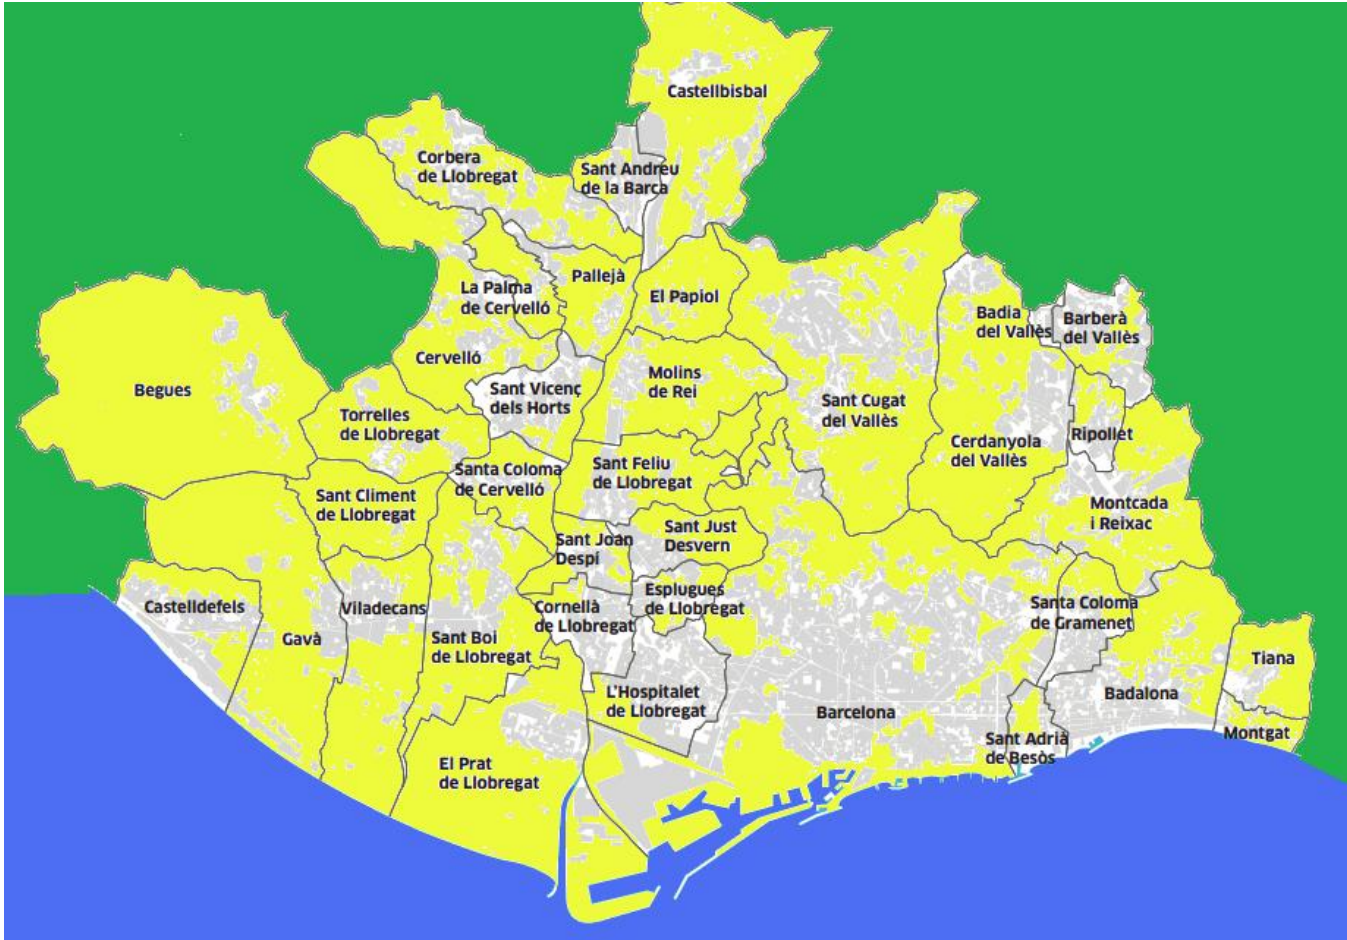 Castellbisbal
Corbera
de Llobregat
Sant Andreu
de la Barca
Pallejà
La Palma
de Cervelló
El Papiol
Badia
del Vallès
Barberà
del Vallès
Cervelló
Begues
Sant Vicenç
dels Horts
Molins
de Rei
Sant Cugat
del Vallès
Torrelles
de Llobregat
Cerdanyola
del Vallès
Ripollet
Santa Coloma
de Cervelló
Sant Feliu
de Llobregat
Sant Climent
de Llobregat
Montcada
i Reixac
Sant Joan
Despí
Sant Just
Desvern
Castelldefels
Gavà
Viladecans
Sant Boi
de Llobregat
Cornellà
de Llobregat
Esplugues
de Llobregat
Santa Coloma
de Gramenet
Tiana
L'Hospitalet
de Llobregat
Barcelona
Badalona
Montgat
Sant Adrià
de Besòs
El Prat
de Llobregat